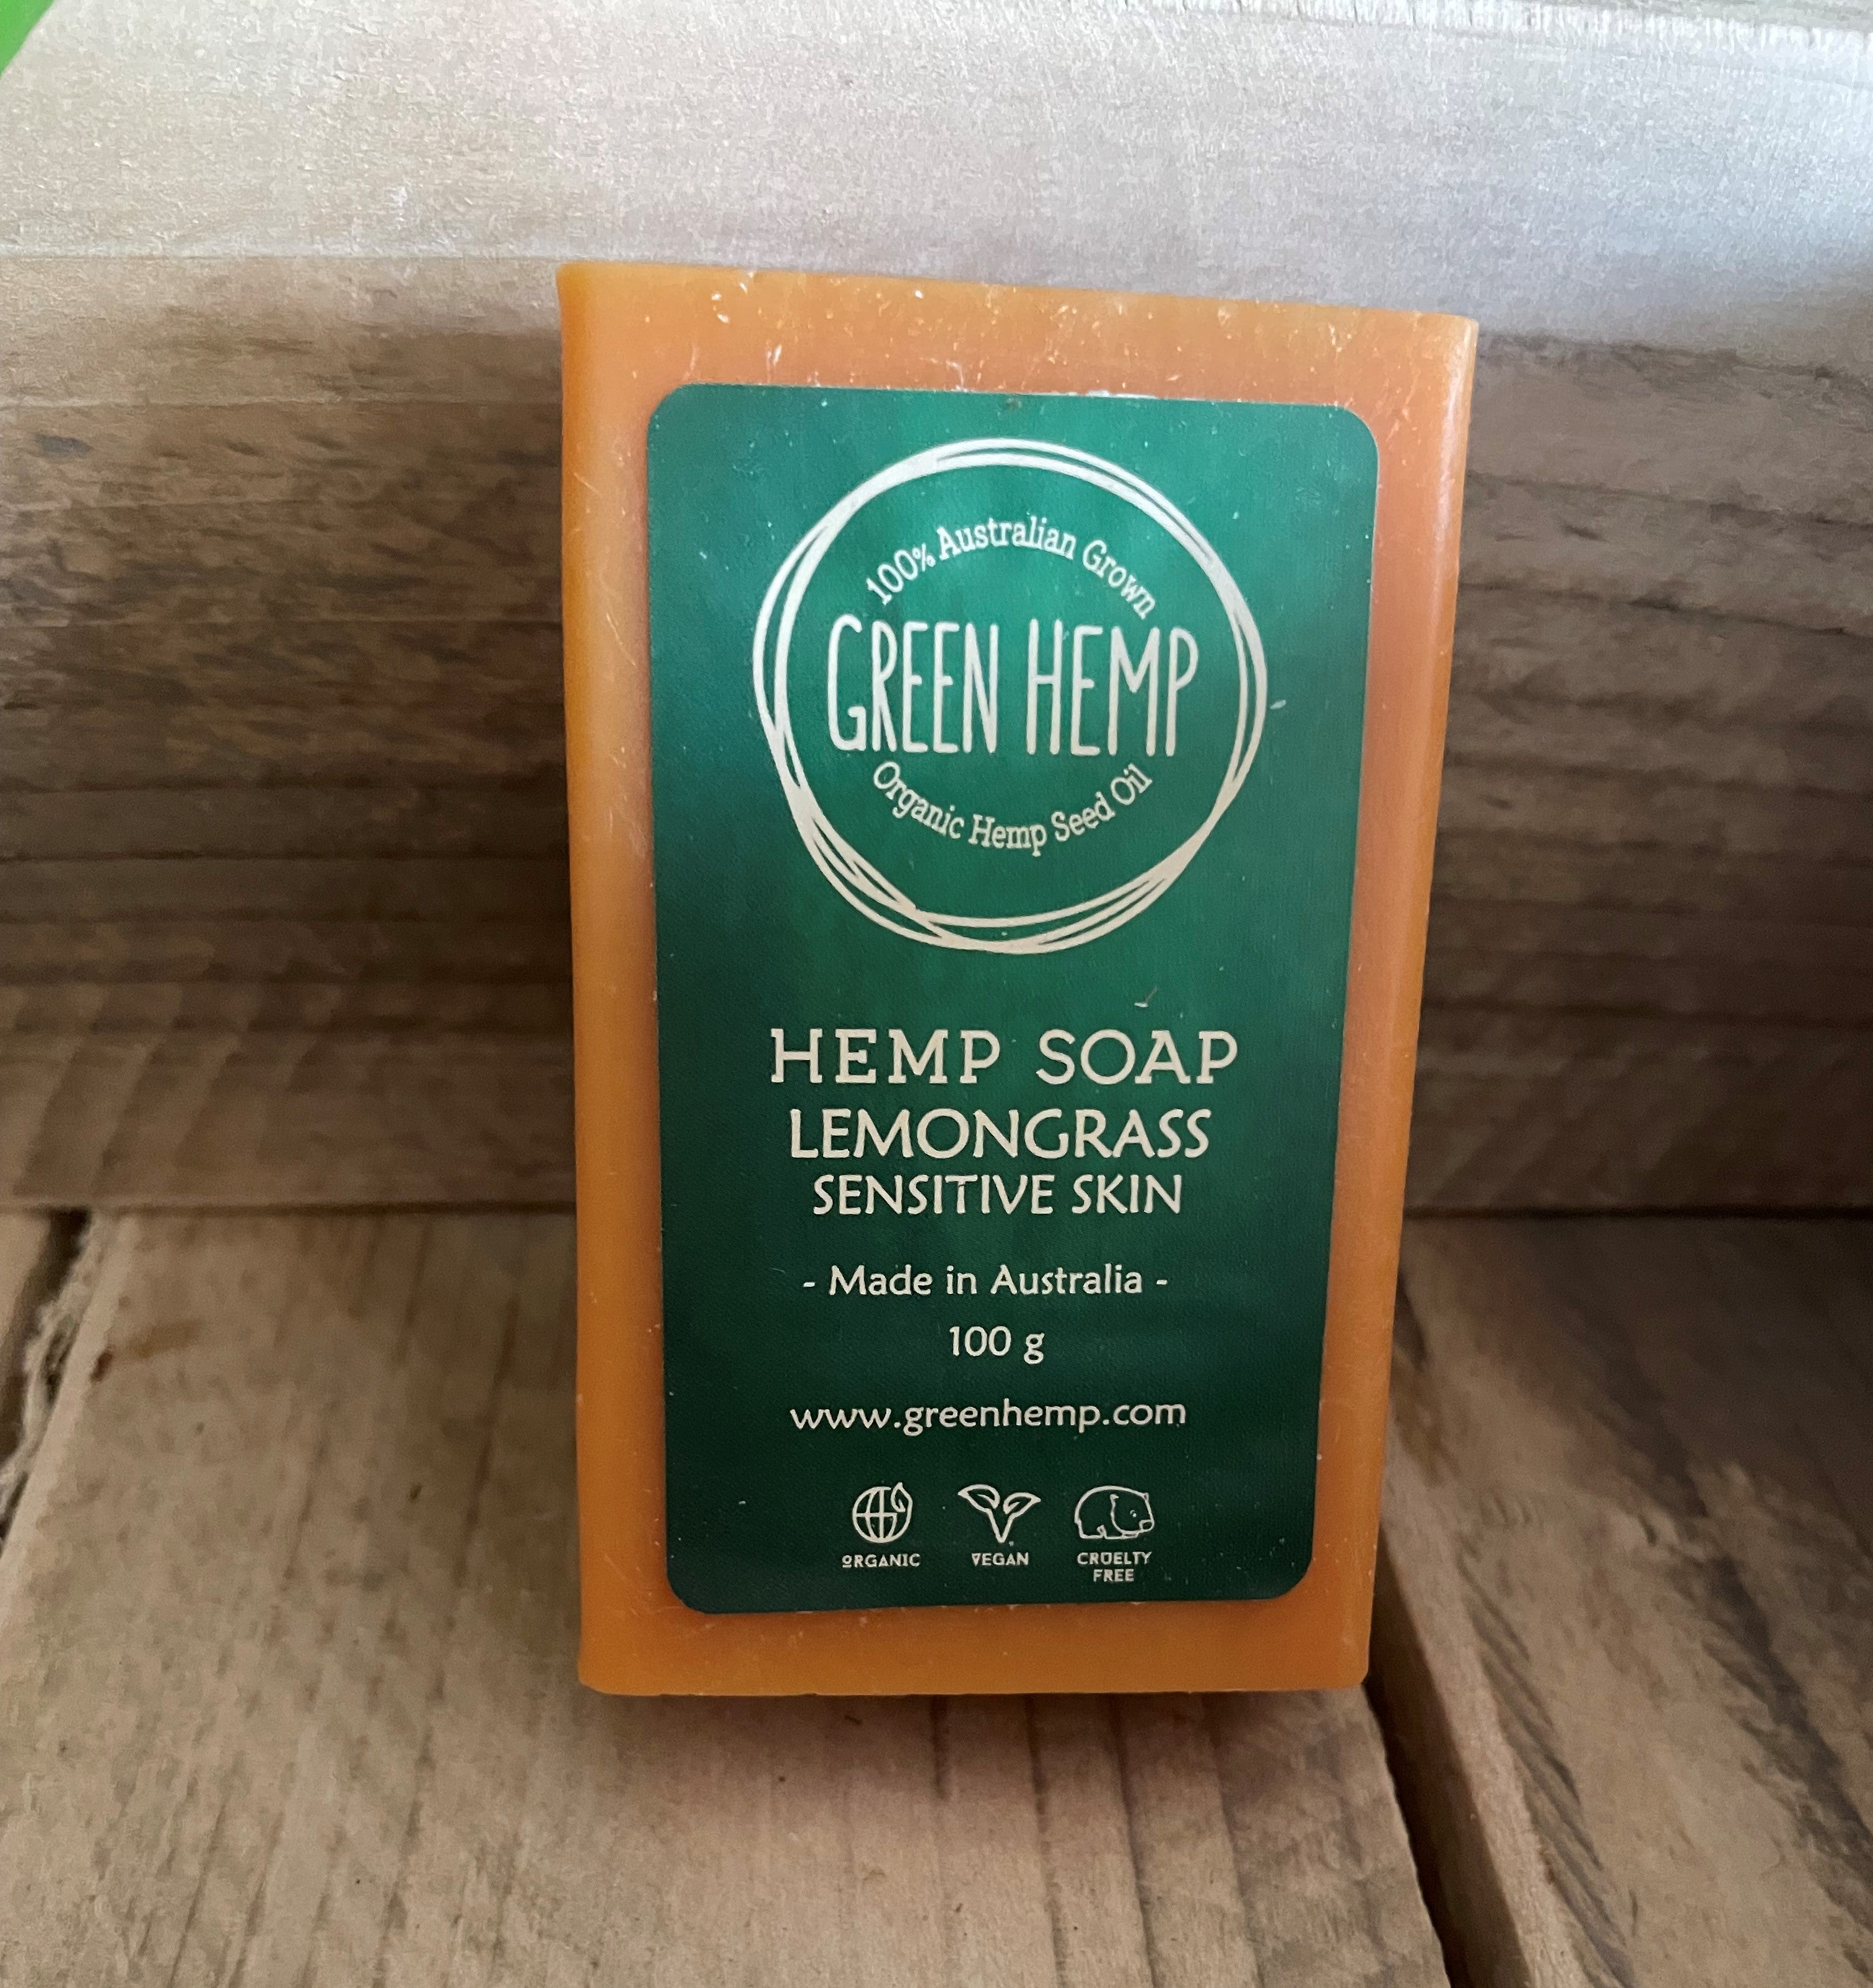 100% Australian Grown
GREEN HEMP
Organic Hemp Seed Oil
HEMP SOAP
LEMONGRASS
SENSITIVE SKIN
- Made in Australia -
100 g
www.greenhemp.com
ORGANIC
VEGAN
CRUELTY
FREE